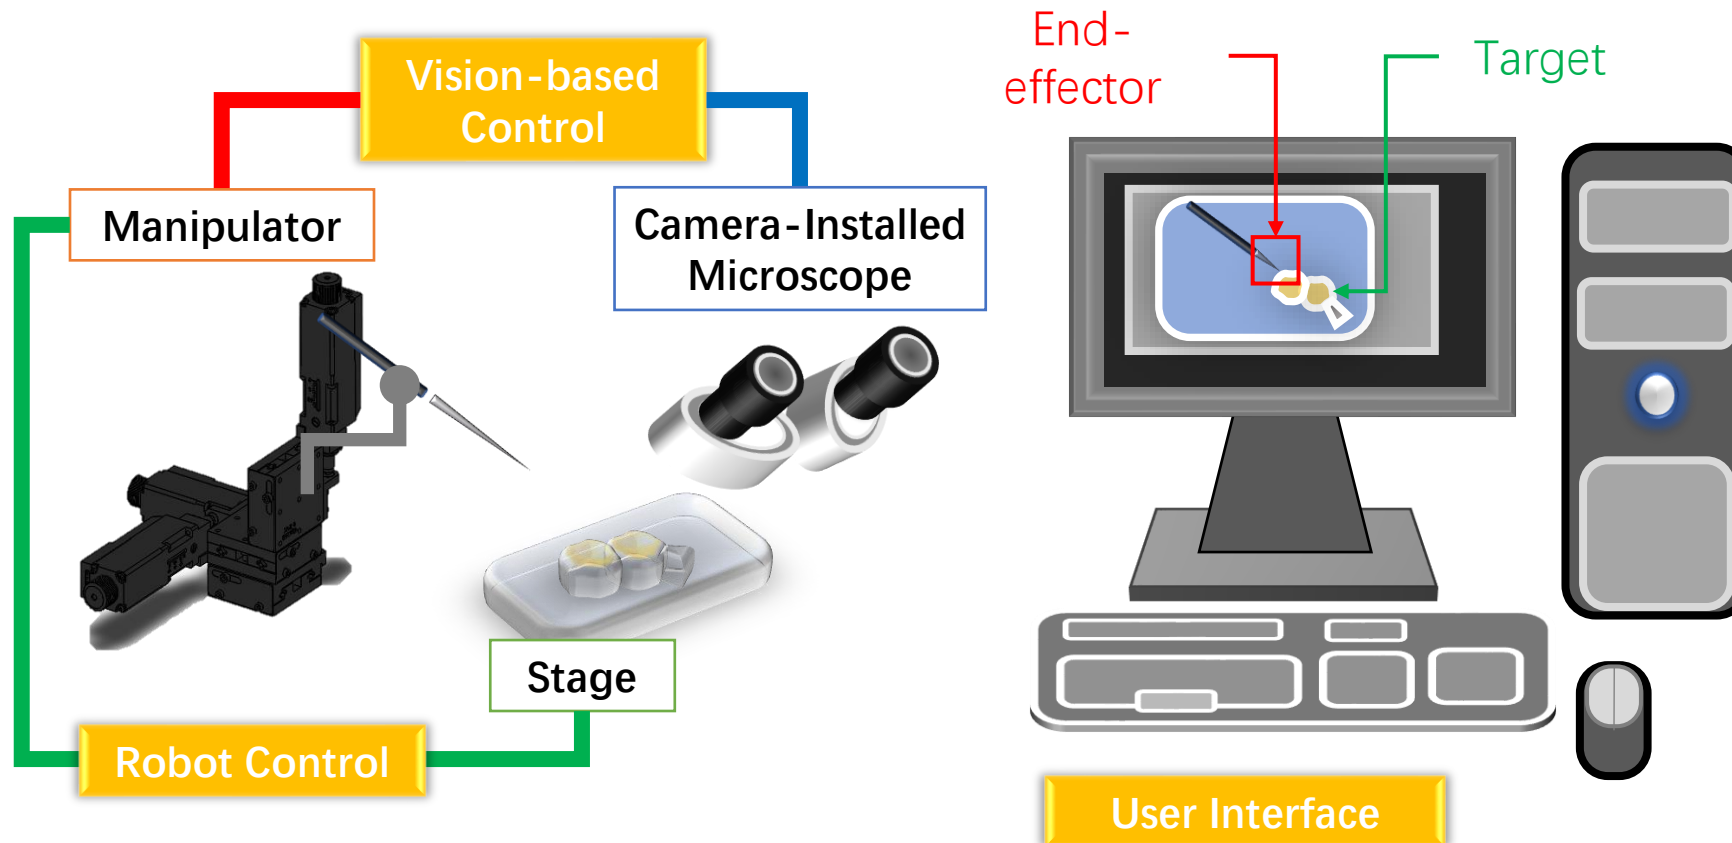 Vision-based
Control
Manipulator
Camera-Installed
Microscope
Stage
Robot Control
End-
effector
Target
User Interface